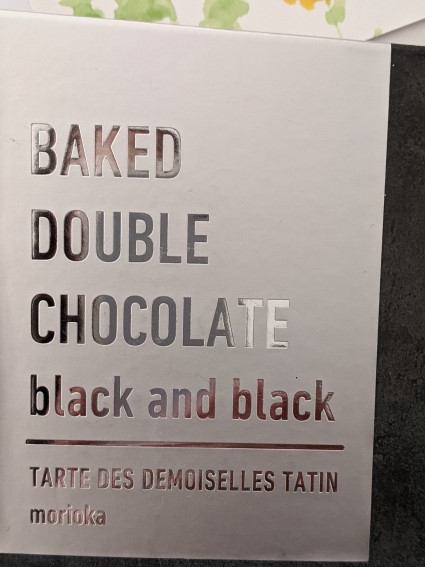 BAKED
DOUBLE
CHOCOLATE
black and black
TARTE DES DEMOISELLES TATIN
morioka